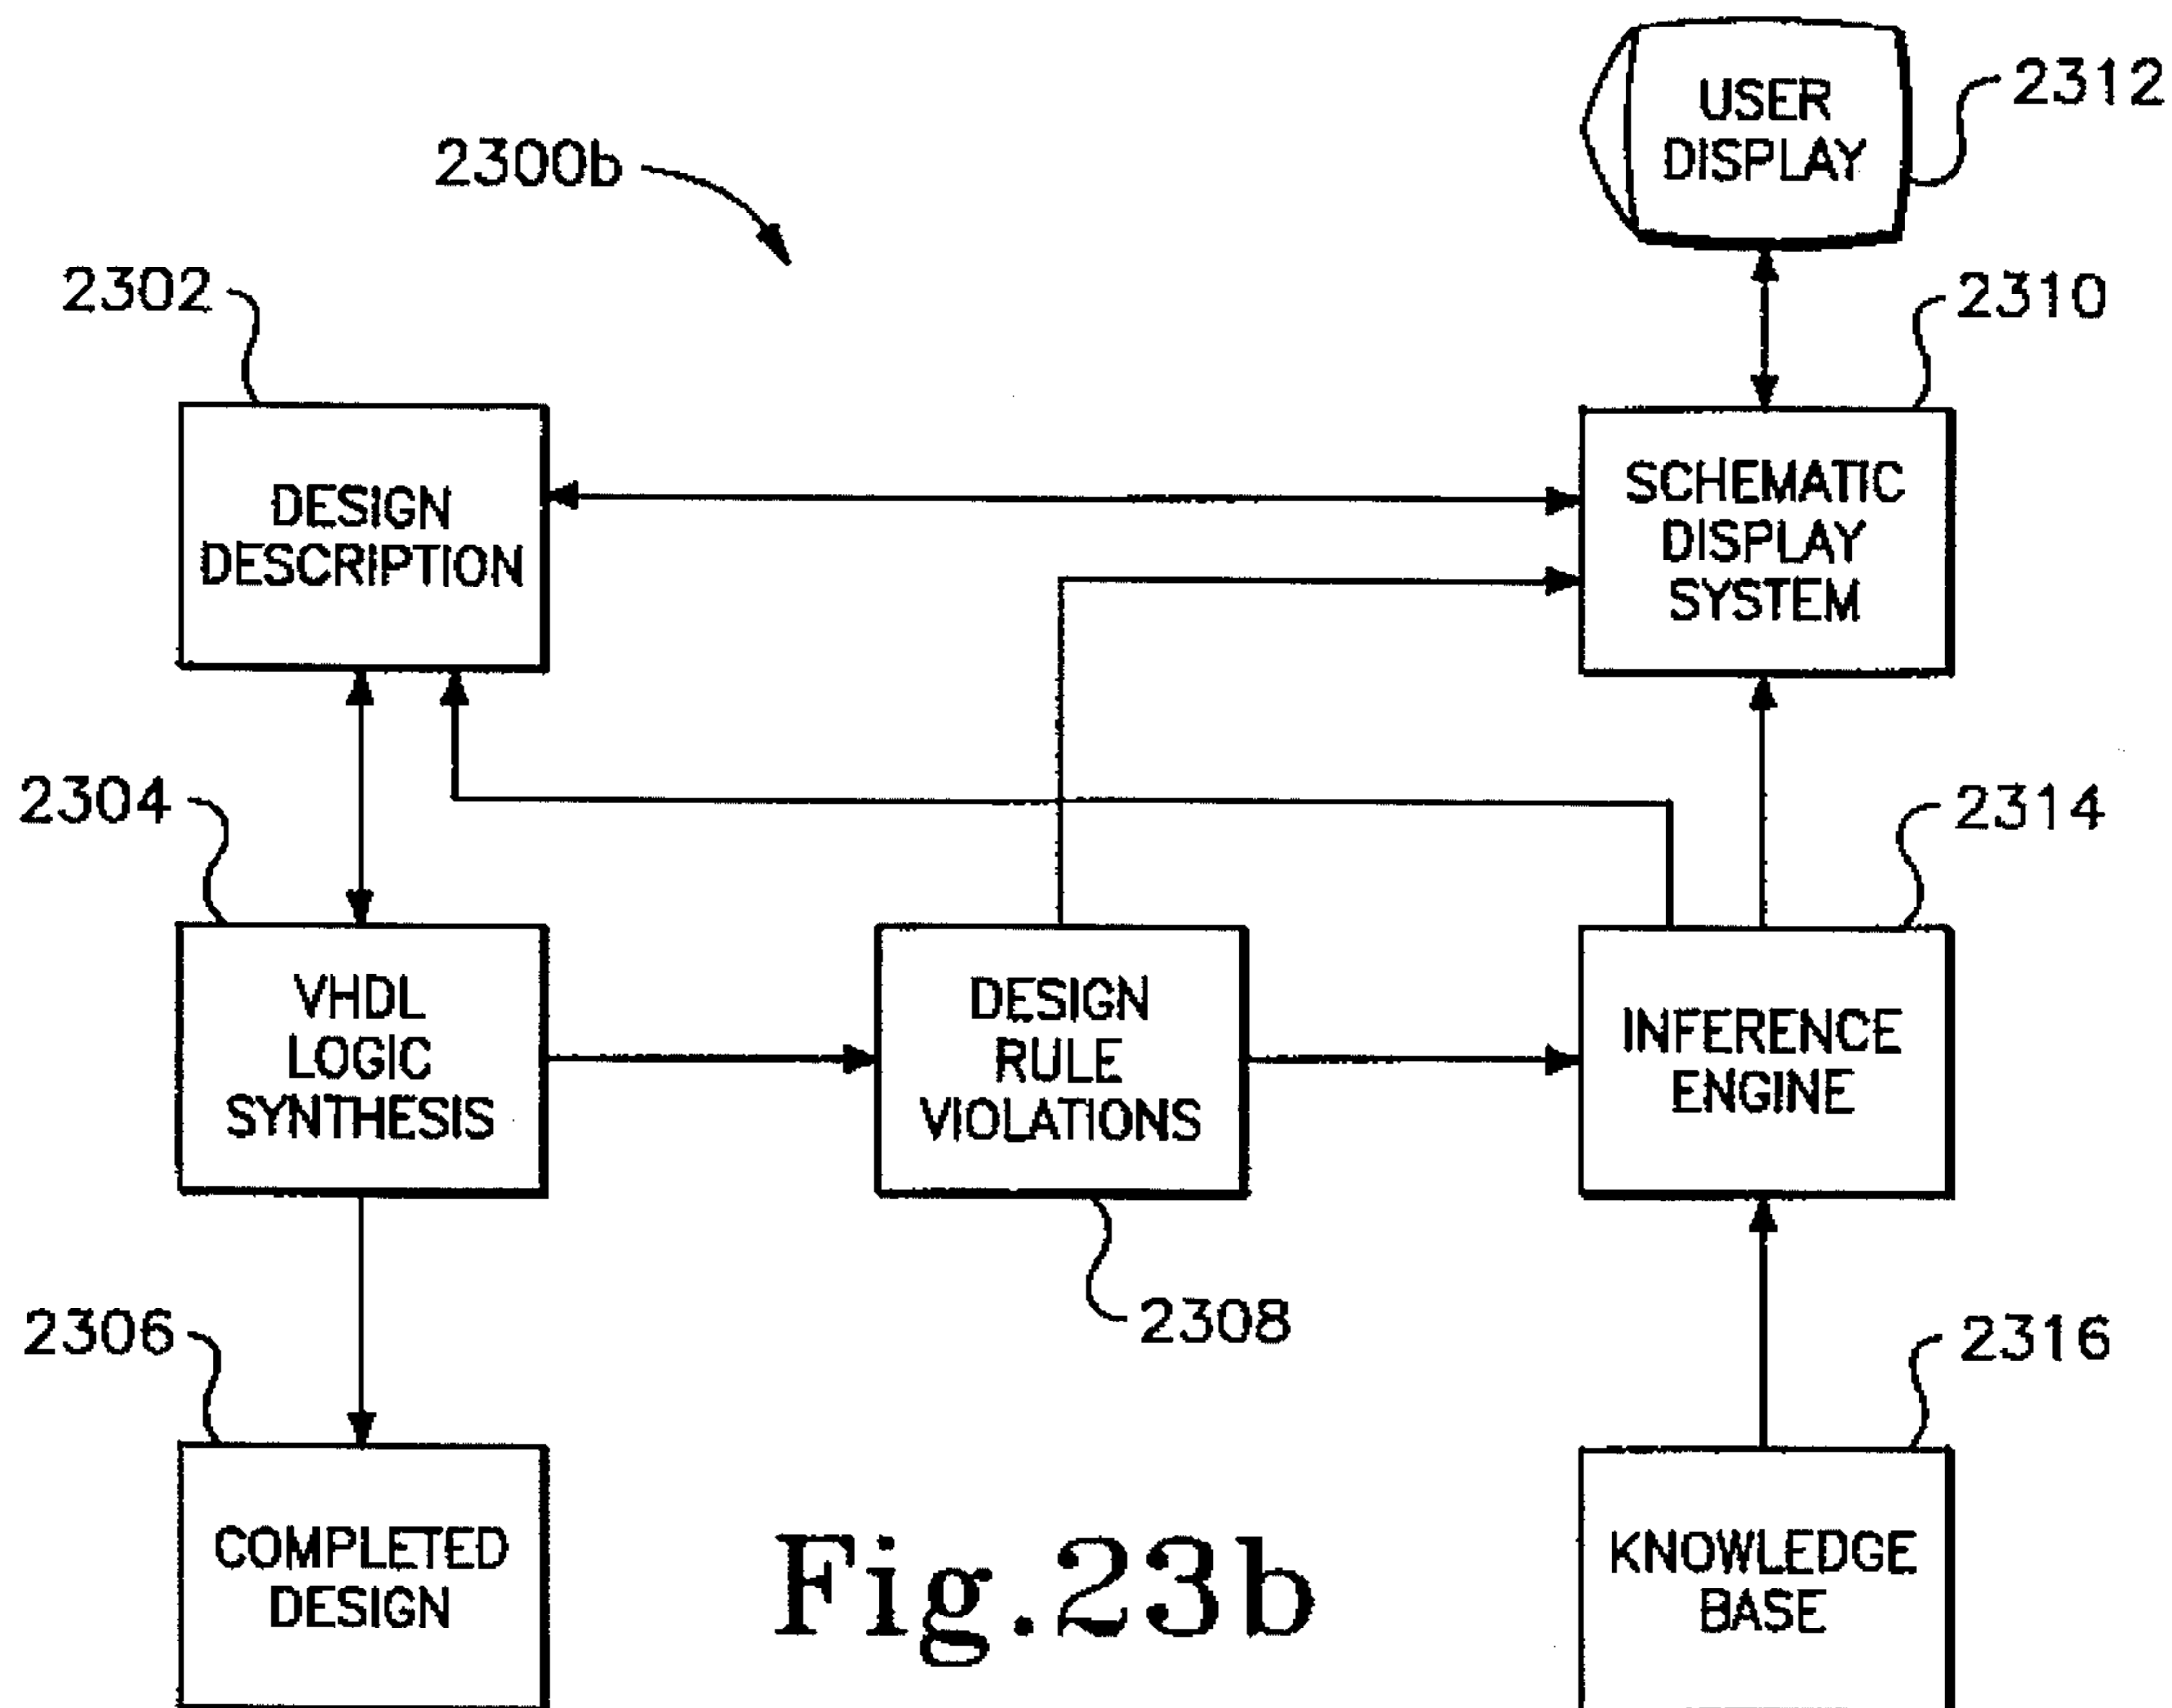 USER
DISPLAY
2312
2300b
2302
2310
DESIGN
DESCRIPTION
SCHEMATIC
DISPLAY
SYSTEM
2304
2314
VHDL
LOGIC
SYNTHESIS
DESIGN
RULE
VIOLATIONS
INFERENCE
ENGINE
2306
2308
2316
COMPLETED
DESIGN
Fig.23b
KNOWLEDGE
BASE